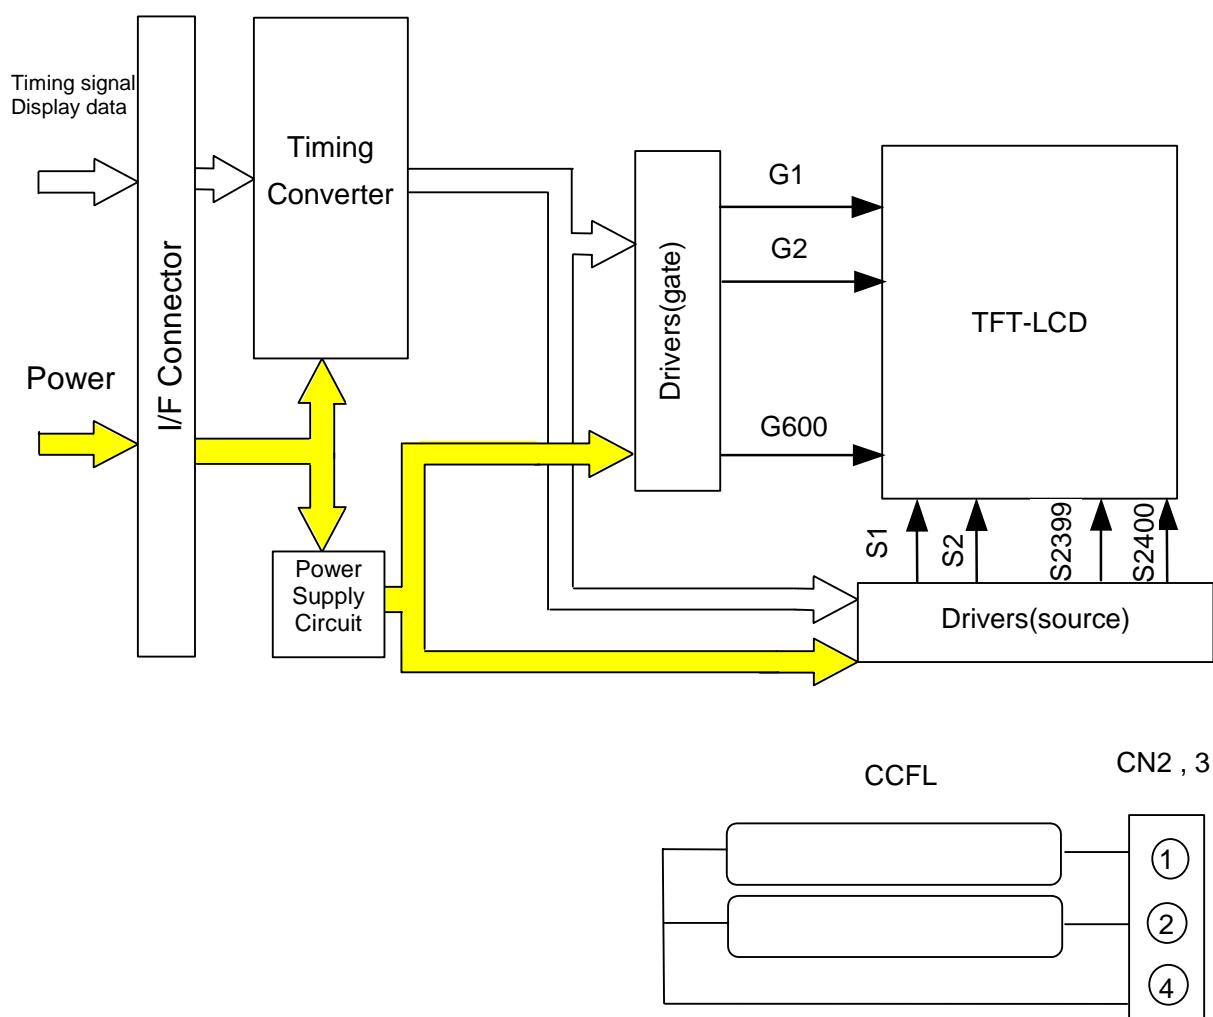 Timing signal
Display data
Power
I/F Connector
Timing
Converter
Power
Supply
Circuit
Drivers(gate)
G1
G2
G600
TFT-LCD
S1
S2
S2399
S2400
Drivers(source)
CCFL
CN2 , 3
1
2
4